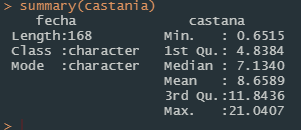 > summary(castania)
fecha castana
Length:168 Min. : 0.6515
Class :character 1st Qu.: 4.8384
Mode :character Median : 7.1340
Mean : 8.6589
3rd Qu.:11.8436
Max. :21.0407
>